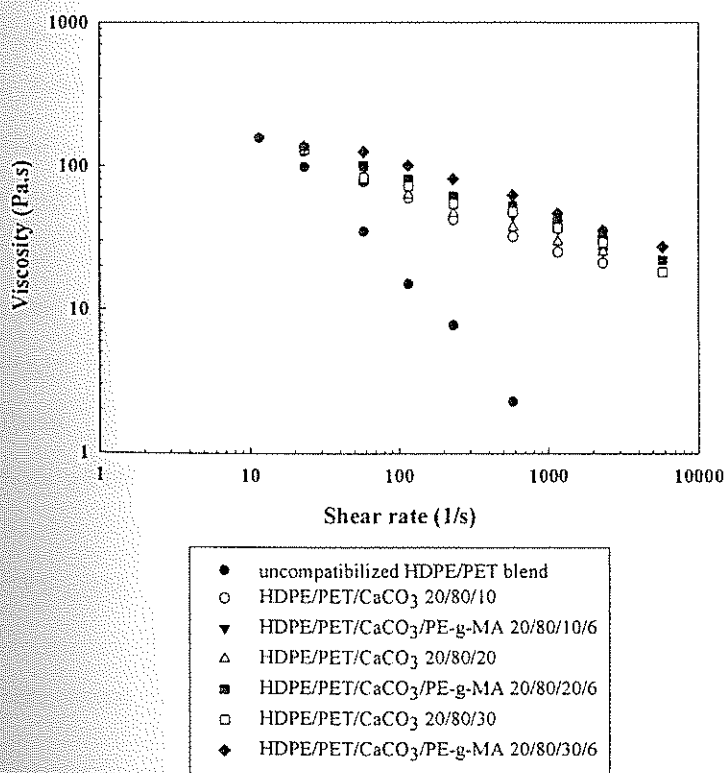 1000
100
10
1
Viscosity (Pa.s)
1 10 100 1000 10000
Shear rate (1/s)
uncompatibilized HDPE/PET blend
HDPE/PET/CaCO3 20/80/10
HDPE/PET/CaCO3/PE-g-MA 20/80/10/6
HDPE/PET/CaCO3 20/80/20
HDPE/PET/CaCO3/PE-g-MA 20/80/20/6
HDPE/PET/CaCO3 20/80/30
HDPE/PET/CaCO3/PE-g-MA 20/80/30/6